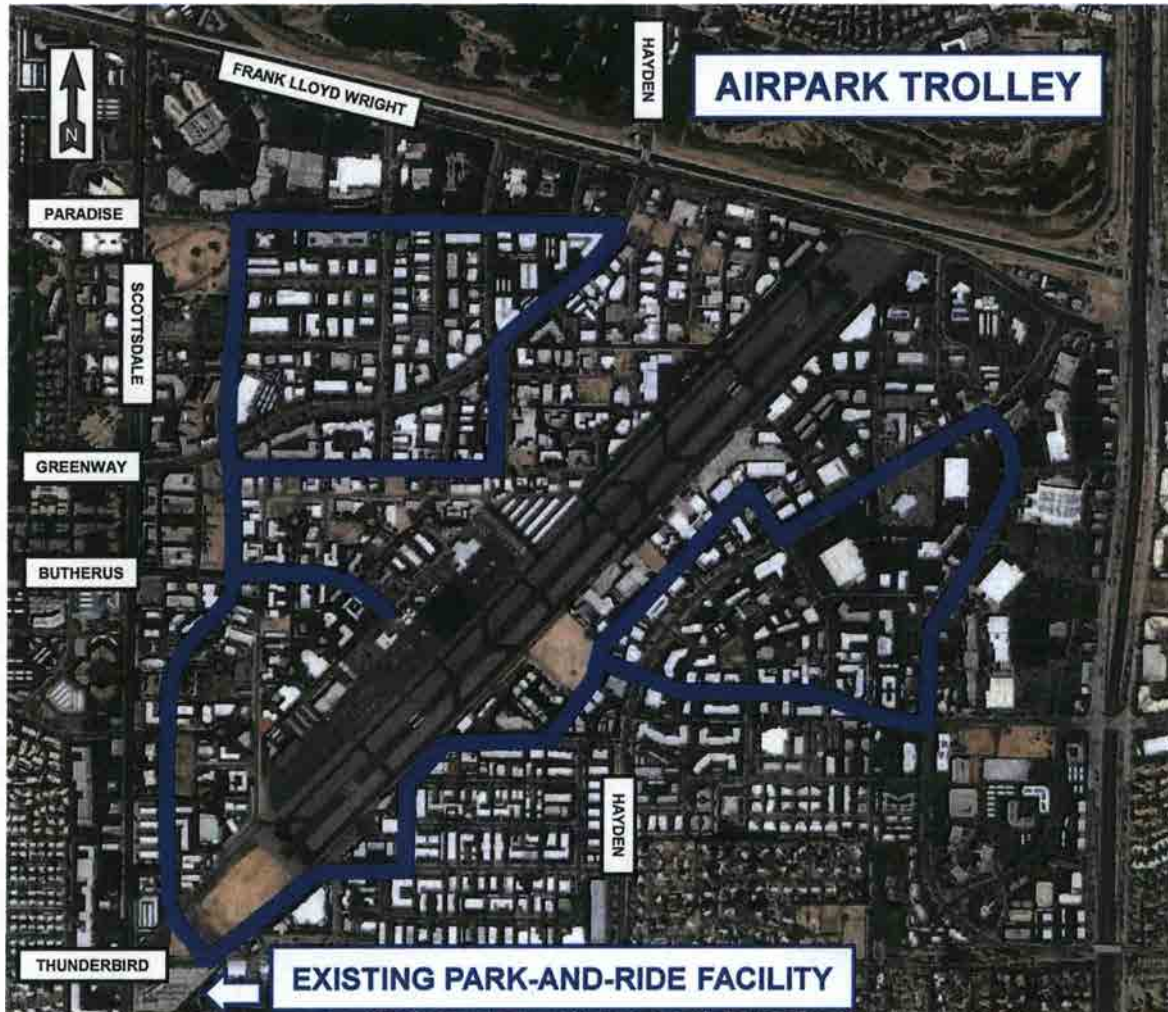 HAYDEN
AIRPARK TROLLEY
FRANK LLOYD WRIGHT
N
PARADISE
SCOTTSDALE
GREENWAY
BUTHERUS
HAYDEN
THUNDERBIRD
EXISTING PARK-AND-RIDE FACILITY